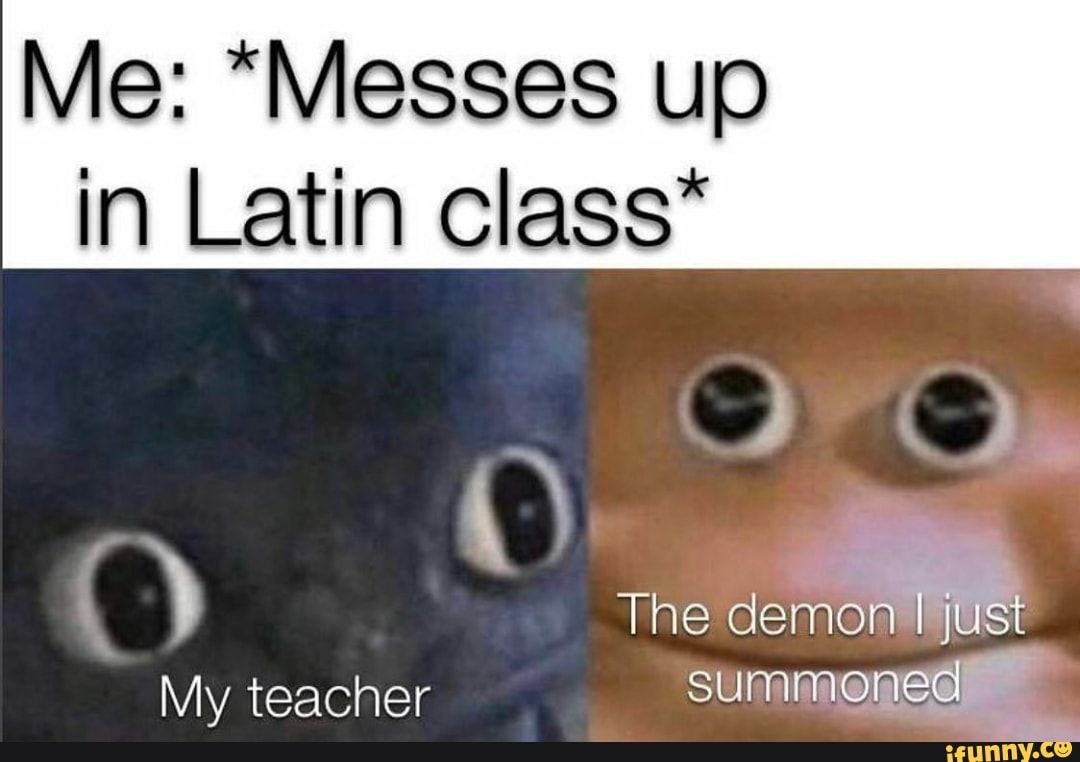 Me: *Messes up
in Latin class*
My teacher
The demon I just
summoned
ifunny.co